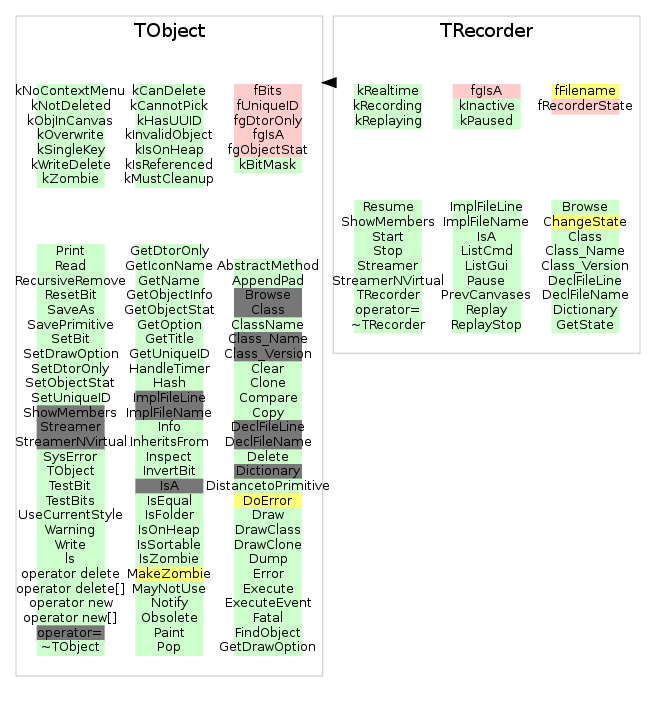 TObject
kNoContextMenu
kNotDeleted
kObjInCanvas
kOverwrite
kSingleKey
kWriteDelete
kZombie
kCanDelete
kCannotPick
kHasUUID
kInvalidObject
kIsOnHeap
kIsReferenced
kMustCleanup
fBits
fUniqueID
fgDtorOnly
fgIsA
fgObjectStat
kBitMask
Print
Read
RecursiveRemove
ResetBit
SaveAs
SavePrimitive
SetBit
SetDrawOption
SetDtorOnly
SetObjectStat
SetUniqueID
ShowMembers
Streamer
StreamerNVirtual
SysError
TObject
TestBit
TestBits
UseCurrentStyle
Warning
Write
ls
operator delete
operator delete[]
operator new
operator new[]
operator=
~TObject
GetDtorOnly
GetIconName
GetName
GetObjectInfo
GetObjectStat
GetOption
GetTitle
GetUniqueID
HandleTimer
Hash
ImplFileLine
ImplFileName
Info
InheritsFrom
Inspect
InvertBit
IsA
IsEqual
IsFolder
IsOnHeap
IsSortable
IsZombie
MakeZombie
MayNotUse
Notify
Obsolete
Paint
Pop
AbstractMethod
AppendPad
Browse
Class
ClassName
Class_Name
Class_Version
Clear
Clone
Compare
Copy
DeclFileLine
DeclFileName
Delete
Dictionary
DistancetoPrimitive
DoError
Draw
DrawClass
DrawClone
Dump
Error
Execute
ExecuteEvent
Fatal
FindObject
GetDrawOption
TRecorder
kRealtime
kRecording
kReplaying
fgIsA
kInactive
kPaused
fFilename
fRecorderState
Resume
ShowMembers
Start
Stop
Streamer
StreamerNVirtual
TRecorder
operator=
~TRecorder
ImplFileLine
ImplFileName
IsA
ListCmd
ListGui
Pause
PrevCanvases
Replay
ReplayStop
Browse
ChangeState
Class
Class_Name
Class_Version
DeclFileLine
DeclFileName
Dictionary
GetState